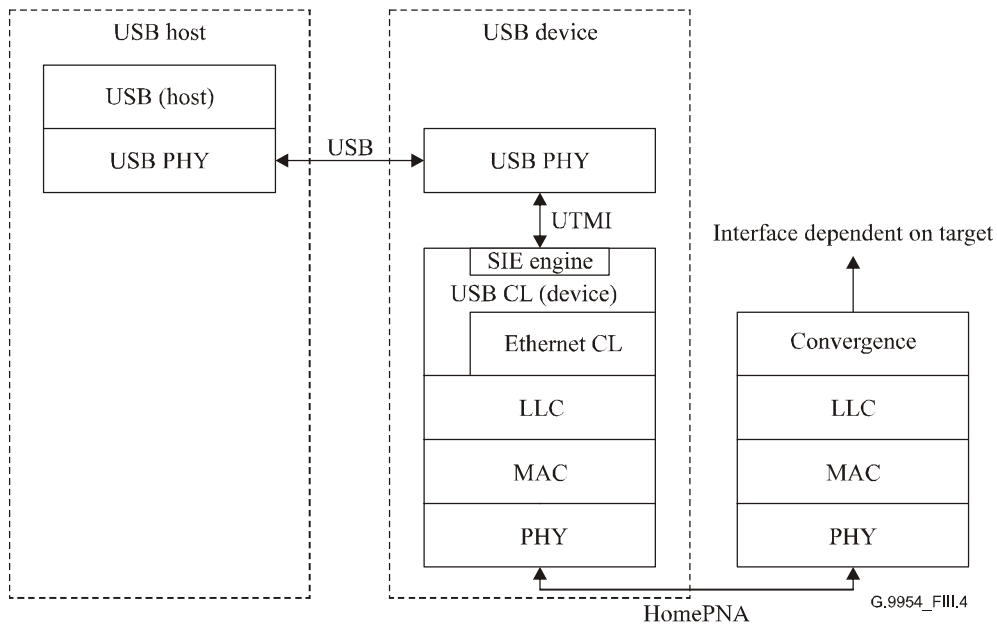 USB host
USB device
USB (host)
USB PHY
USB
USB PHY
UTMI
Interface dependent on target
SIE engine
USB CL (device)
Ethernet CL
Convergence
LLC
LLC
MAC
MAC
PHY
PHY
G.9954_FIII.4
HomePNA